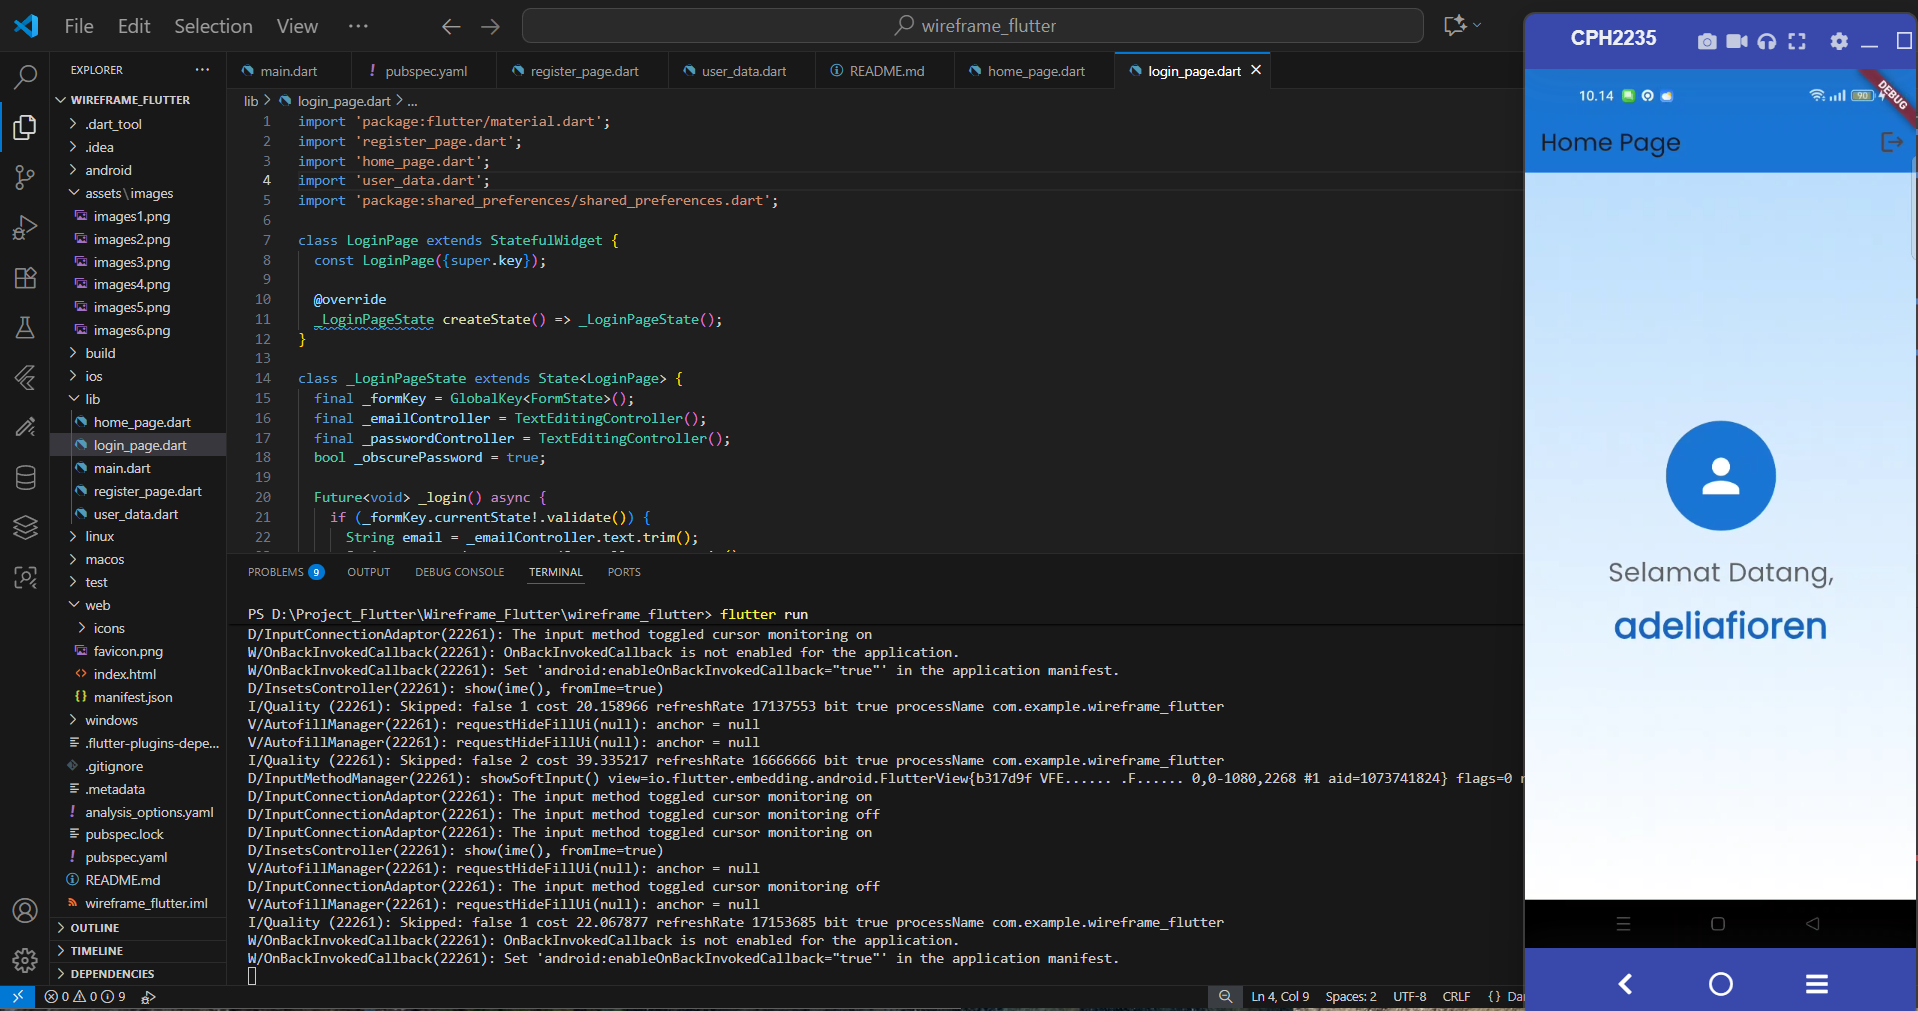 File Edit Selection View ···
wireframe_flutter
EXPLORER ···
WIREFRAME_FLUTTER
.dart_tool
.idea
android
assets\images
images1.png
images2.png
images3.png
images4.png
images5.png
images6.png
build
ios
lib
home_page.dart
login_page.dart
main.dart
register_page.dart
user_data.dart
linux
macos
test
web
icons
favicon.png
<> index.html
{} manifest.json
windows
.flutter-plugins-depe...
.gitignore
.metadata
! analysis_options.yaml
pubspec.lock
! pubspec.yaml
README.md
wireframe_flutter.iml
OUTLINE
TIMELINE
DEPENDENCIES
main.dart ! pubspec.yaml register_page.dart user_data.dart README.md home_page.dart login_page.dart
lib > login_page.dart > ...
1 import 'package:flutter/material.dart';
2 import 'register_page.dart';
3 import 'home_page.dart';
4 import 'user_data.dart';
5 import 'package:shared_preferences/shared_preferences.dart';
6
7 class LoginPage extends StatefulWidget {
8 const LoginPage({super.key});
9
10 @override
11 _LoginPageState createState() => _LoginPageState();
12 }
13
14 class _LoginPageState extends State<LoginPage> {
15 final _formKey = GlobalKey<FormState>();
16 final _emailController = TextEditingController();
17 final _passwordController = TextEditingController();
18 bool _obscurePassword = true;
19
20 Future<void> _login() async {
21 if (_formKey.currentState!.validate()) {
22 String email = _emailController.text.trim();
PROBLEMS 9 OUTPUT DEBUG CONSOLE TERMINAL PORTS
PS D:\Project_Flutter\Wireframe_Flutter\wireframe_flutter> flutter run
D/InputConnectionAdaptor(22261): The input method toggled cursor monitoring on
W/OnBackInvokedCallback(22261): OnBackInvokedCallback is not enabled for the application.
W/OnBackInvokedCallback(22261): Set 'android:enableOnBackInvokedCallback="true"' in the application manifest.
D/InsetsController(22261): show(ime(), fromIme=true)
I/Quality (22261): Skipped: false 1 cost 20.158966 refreshRate 17137553 bit true processName com.example.wireframe_flutter
V/AutofillManager(22261): requestHideFillUi(null): anchor = null
V/AutofillManager(22261): requestHideFillUi(null): anchor = null
I/Quality (22261): Skipped: false 2 cost 39.335217 refreshRate 16666666 bit true processName com.example.wireframe_flutter
D/InputMethodManager(22261): showSoftInput() view=io.flutter.embedding.android.FlutterView{b317d9f VFE...... .F...... 0,0-1080,2268 #1 aid=1073741824} flags=0
D/InputConnectionAdaptor(22261): The input method toggled cursor monitoring on
D/InputConnectionAdaptor(22261): The input method toggled cursor monitoring off
D/InputConnectionAdaptor(22261): The input method toggled cursor monitoring on
D/InsetsController(22261): show(ime(), fromIme=true)
V/AutofillManager(22261): requestHideFillUi(null): anchor = null
D/InputConnectionAdaptor(22261): The input method toggled cursor monitoring off
V/AutofillManager(22261): requestHideFillUi(null): anchor = null
I/Quality (22261): Skipped: false 1 cost 22.067877 refreshRate 17153685 bit true processName com.example.wireframe_flutter
W/OnBackInvokedCallback(22261): OnBackInvokedCallback is not enabled for the application.
W/OnBackInvokedCallback(22261): Set 'android:enableOnBackInvokedCallback="true"' in the application manifest.
0 0 9 Ln 4, Col 9 Spaces: 2 UTF-8 CRLF {} Da
CPH2235
10.14 90
DEBUG
Home Page
Selamat Datang,
adeliafioren